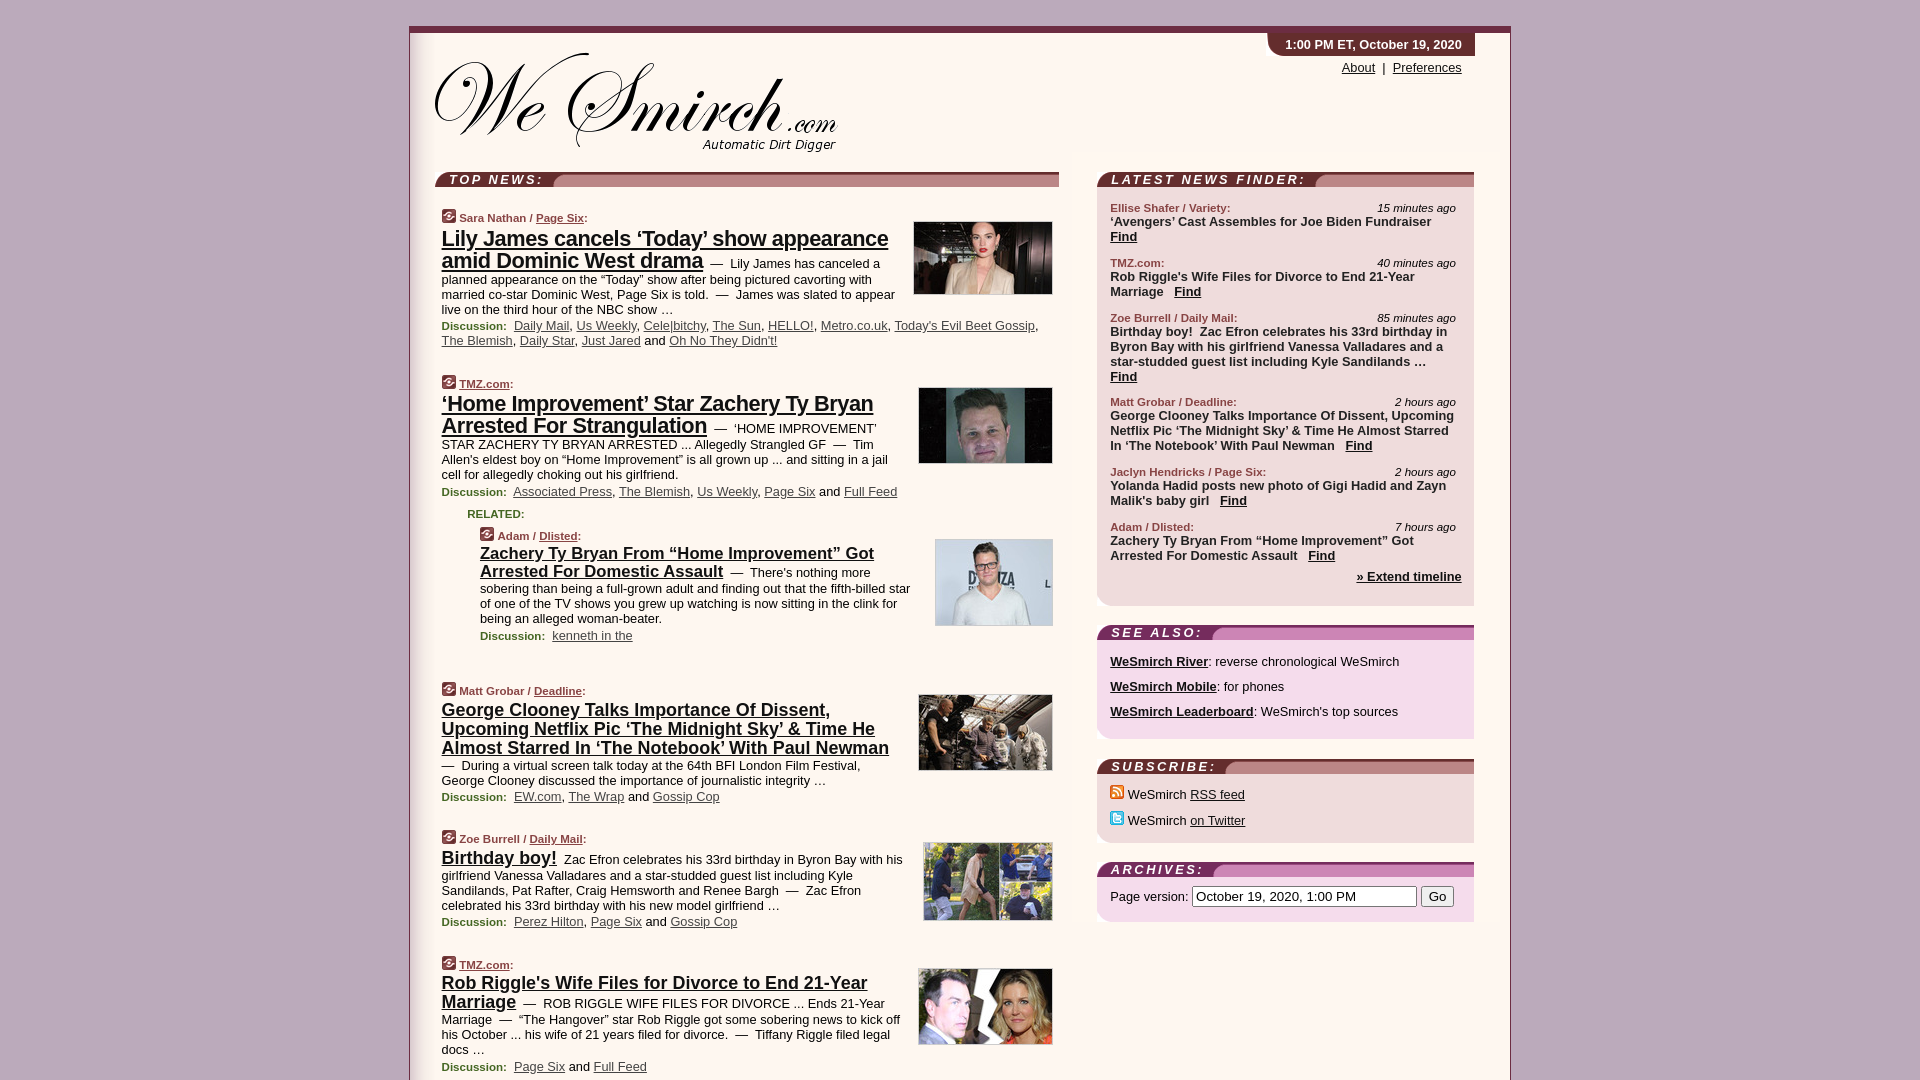 1:00 PM ET, October 19, 2020
About | Preferences
We Smirch.com
Automatic Dirt Digger
TOP NEWS:
Sara Nathan / Page Six:
Lily James cancels ‘Today’ show appearance
amid Dominic West drama — Lily James has canceled a
planned appearance on the “Today” show after being pictured cavorting with
married co-star Dominic West, Page Six is told. — James was slated to appear
live on the third hour of the NBC show …
Discussion: Daily Mail, Us Weekly, Cele|bitchy, The Sun, HELLO!, Metro.co.uk, Today's Evil Beet Gossip,
The Blemish, Daily Star, Just Jared and Oh No They Didn't!
TMZ.com:
‘Home Improvement’ Star Zachery Ty Bryan
Arrested For Strangulation — ‘HOME IMPROVEMENT’
STAR ZACHERY TY BRYAN ARRESTED ... Allegedly Strangled GF — Tim
Allen's eldest boy on “Home Improvement” is all grown up ... and sitting in a jail
cell for allegedly choking out his girlfriend.
Discussion: Associated Press, The Blemish, Us Weekly, Page Six and Full Feed
RELATED:
Adam / Dlisted:
Zachery Ty Bryan From “Home Improvement” Got
Arrested For Domestic Assault — There's nothing more
sobering than being a full-grown adult and finding out that the fifth-billed star
of one of the TV shows you grew up watching is now sitting in the clink for
being an alleged woman-beater.
Discussion: kenneth in the
Matt Grobar / Deadline:
George Clooney Talks Importance Of Dissent,
Upcoming Netflix Pic ‘The Midnight Sky’ & Time He
Almost Starred In ‘The Notebook’ With Paul Newman
— During a virtual screen talk today at the 64th BFI London Film Festival,
George Clooney discussed the importance of journalistic integrity …
Discussion: EW.com, The Wrap and Gossip Cop
Zoe Burrell / Daily Mail:
Birthday boy! Zac Efron celebrates his 33rd birthday in Byron Bay with his
girlfriend Vanessa Valladares and a star-studded guest list including Kyle
Sandilands, Pat Rafter, Craig Hemsworth and Renee Bargh — Zac Efron
celebrated his 33rd birthday with his new model girlfriend …
Discussion: Perez Hilton, Page Six and Gossip Cop
TMZ.com:
Rob Riggle's Wife Files for Divorce to End 21-Year
Marriage — ROB RIGGLE WIFE FILES FOR DIVORCE ... Ends 21-Year
Marriage — “The Hangover” star Rob Riggle got some sobering news to kick off
his October ... his wife of 21 years filed for divorce. — Tiffany Riggle filed legal
docs …
Discussion: Page Six and Full Feed
LATEST NEWS FINDER:
Ellise Shafer / Variety: 15 minutes ago
‘Avengers’ Cast Assembles for Joe Biden Fundraiser
Find
TMZ.com: 40 minutes ago
Rob Riggle's Wife Files for Divorce to End 21-Year
Marriage Find
Zoe Burrell / Daily Mail: 85 minutes ago
Birthday boy! Zac Efron celebrates his 33rd birthday in
Byron Bay with his girlfriend Vanessa Valladares and a
star-studded guest list including Kyle Sandilands …
Find
Matt Grobar / Deadline: 2 hours ago
George Clooney Talks Importance Of Dissent, Upcoming
Netflix Pic ‘The Midnight Sky’ & Time He Almost Starred
In ‘The Notebook’ With Paul Newman Find
Jaclyn Hendricks / Page Six: 2 hours ago
Yolanda Hadid posts new photo of Gigi Hadid and Zayn
Malik's baby girl Find
Adam / Dlisted: 7 hours ago
Zachery Ty Bryan From “Home Improvement” Got
Arrested For Domestic Assault Find
» Extend timeline
SEE ALSO:
WeSmirch River: reverse chronological WeSmirch
WeSmirch Mobile: for phones
WeSmirch Leaderboard: WeSmirch's top sources
SUBSCRIBE:
WeSmirch RSS feed
WeSmirch on Twitter
ARCHIVES:
Page version: October 19, 2020, 1:00 PM Go